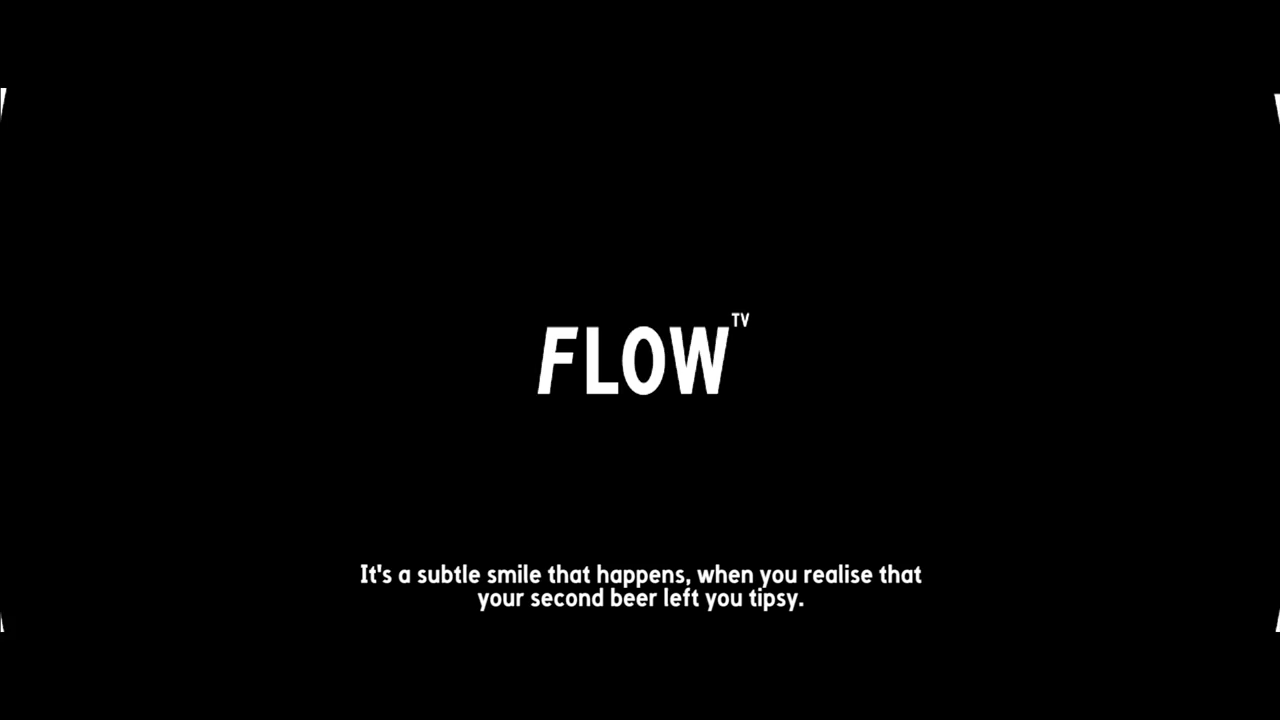 FLOW TV
It's a subtle smile that happens, when you realise that
your second beer left you tipsy.